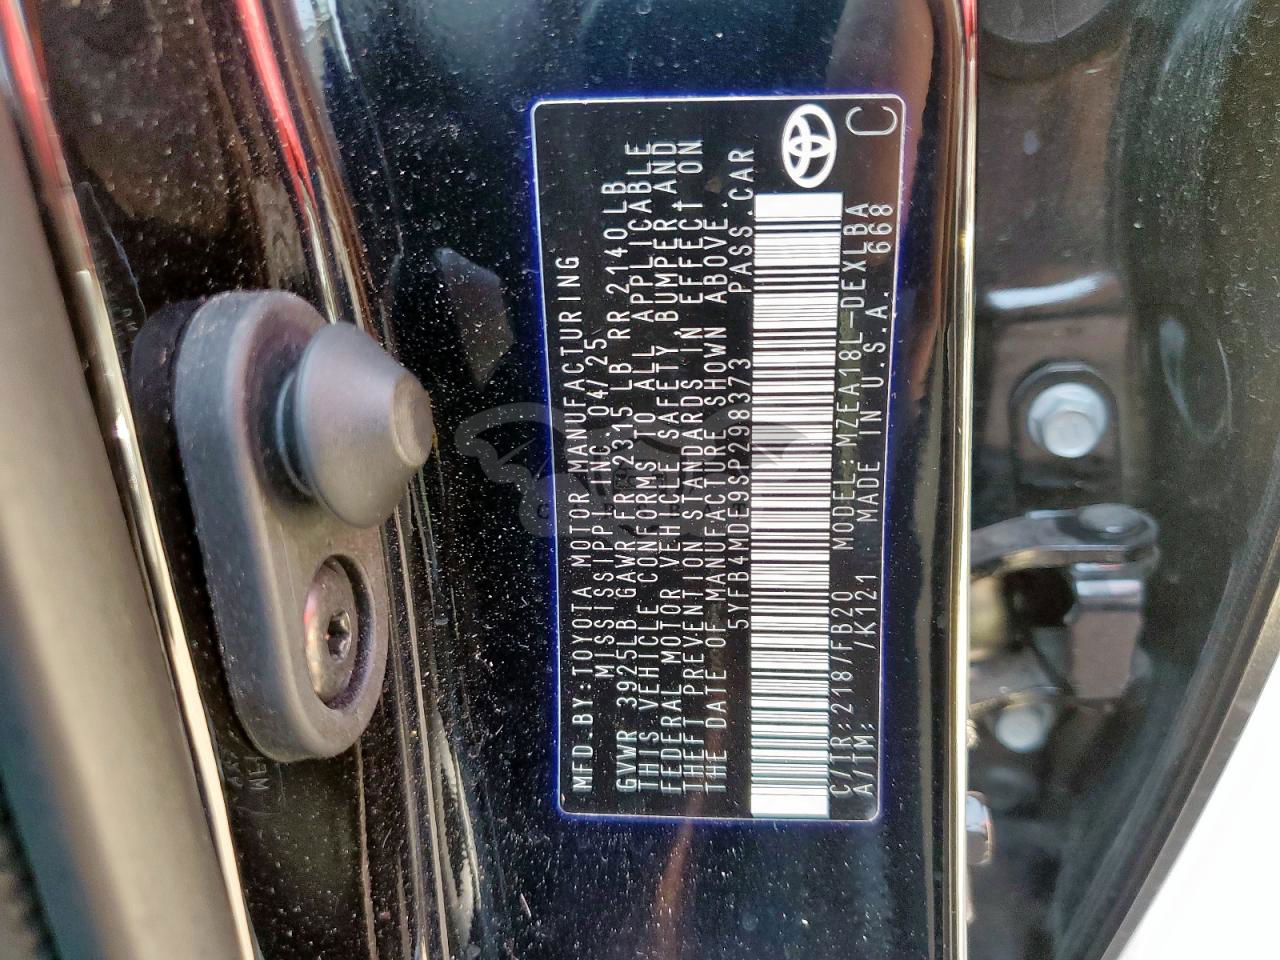 MFD.BY:TOYOTA MOTOR MANUFACTURING
MISSISSIPPI INC. 04/25
GVWR 3925LB GAWR FR 2315 LB RR 2140LB
THIS VEHICLE CONFORMS TO ALL APPLICABLE
FEDERAL MOTOR VEHICLE SAFETY, BUMPER, AND
THEFT PREVENTION STANDARDS IN EFFECT ON
THE DATE OF MANUFACTURE SHOWN ABOVE.
5YFB4MDE9SP298373 PASS.CAR
C/TR:218/FB20 MODEL:MZEA18L-DEXLBA
A/TM: /K121 MADE IN U.S.A. 668
C